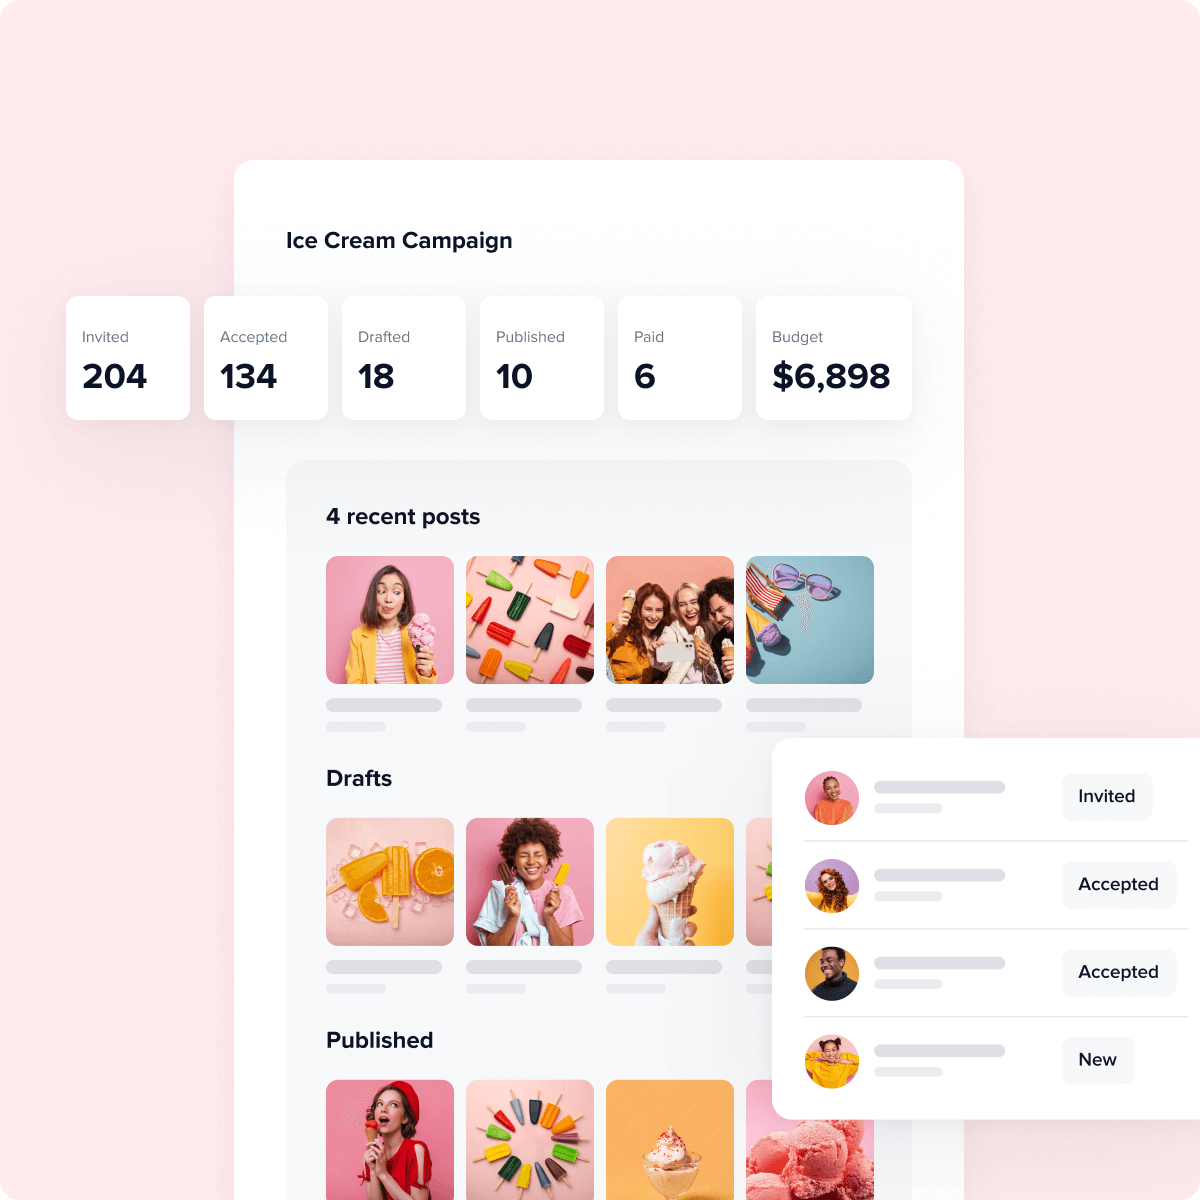 Ice Cream Campaign
Invited
204
Accepted
134
Drafted
18
Published
10
Paid
6
Budget
$6,898
4 recent posts
Drafts
Published
Invited
Accepted
Accepted
New